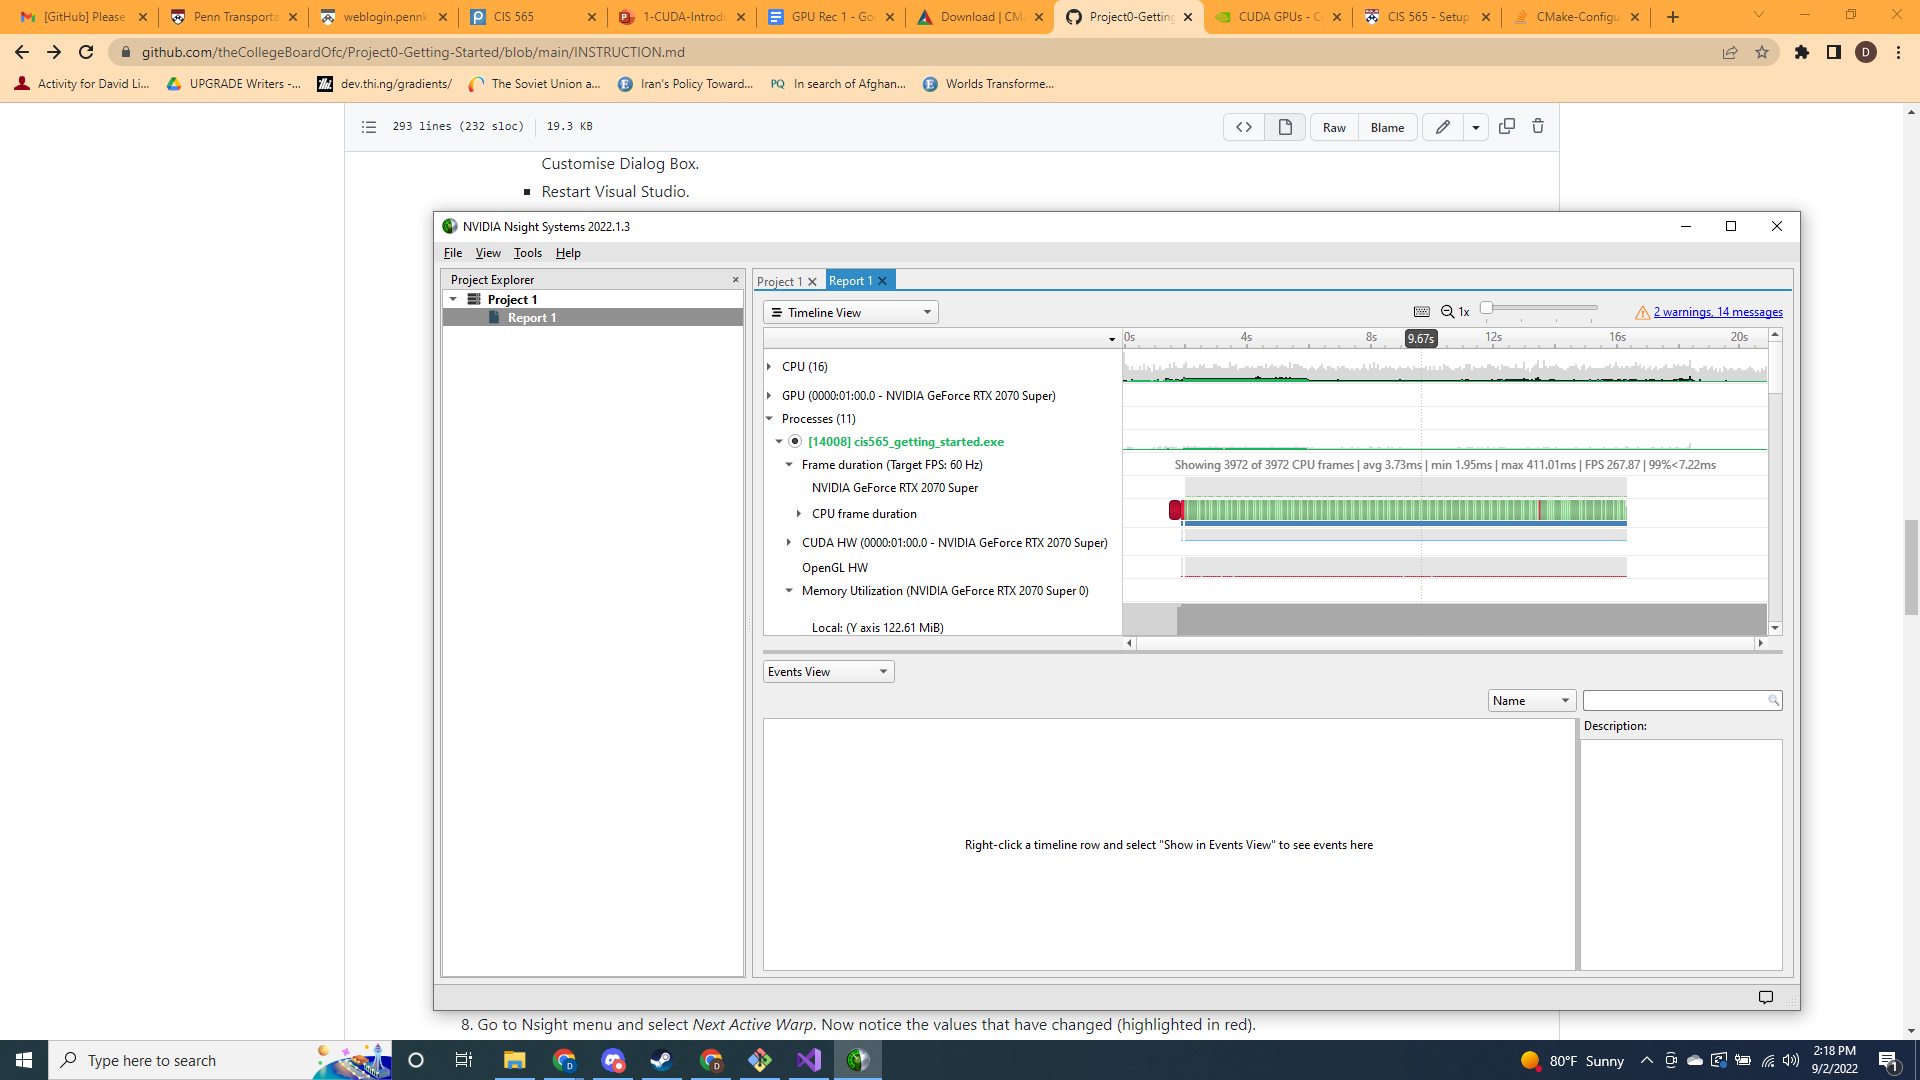 [GitHub] Please
Penn Transporta
weblogin.pennk
CIS 565
1-CUDA-Introdu
GPU Rec 1 - Goo
Download | CMa
Project0-Getting
CUDA GPUs - Co
CIS 565 - Setup
CMake-Configu
github.com/theCollegeBoardOfc/Project0-Getting-Started/blob/main/INSTRUCTION.md
D
Activity for David Li...
UPGRADE Writers -...
dev.thi.ng/gradients/
The Soviet Union a...
Iran's Policy Toward...
PQ In search of Afghan...
Worlds Transforme...
293 lines (232 sloc) 19.3 KB
Raw Blame
Customise Dialog Box.
Restart Visual Studio.
NVIDIA Nsight Systems 2022.1.3
File View Tools Help
Project Explorer
Project 1
Report 1
Project 1
Report 1
Timeline View
1x
2 warnings, 14 messages
0s 4s 8s 9.67s 12s 16s 20s
CPU (16)
GPU (0000:01:00.0 - NVIDIA GeForce RTX 2070 Super)
Processes (11)
[14008] cis565_getting_started.exe
Frame duration (Target FPS: 60 Hz)
Showing 3972 of 3972 CPU frames | avg 3.73ms | min 1.95ms | max 411.01ms | FPS 267.87 | 99%<7.22ms
NVIDIA GeForce RTX 2070 Super
CPU frame duration
CUDA HW (0000:01:00.0 - NVIDIA GeForce RTX 2070 Super)
OpenGL HW
Memory Utilization (NVIDIA GeForce RTX 2070 Super 0)
Local: (Y axis 122.61 MiB)
Events View
Name
Description:
Right-click a timeline row and select "Show in Events View" to see events here
8. Go to Nsight menu and select Next Active Warp. Now notice the values that have changed (highlighted in red).
Type here to search
80°F Sunny
2:18 PM
9/2/2022
1